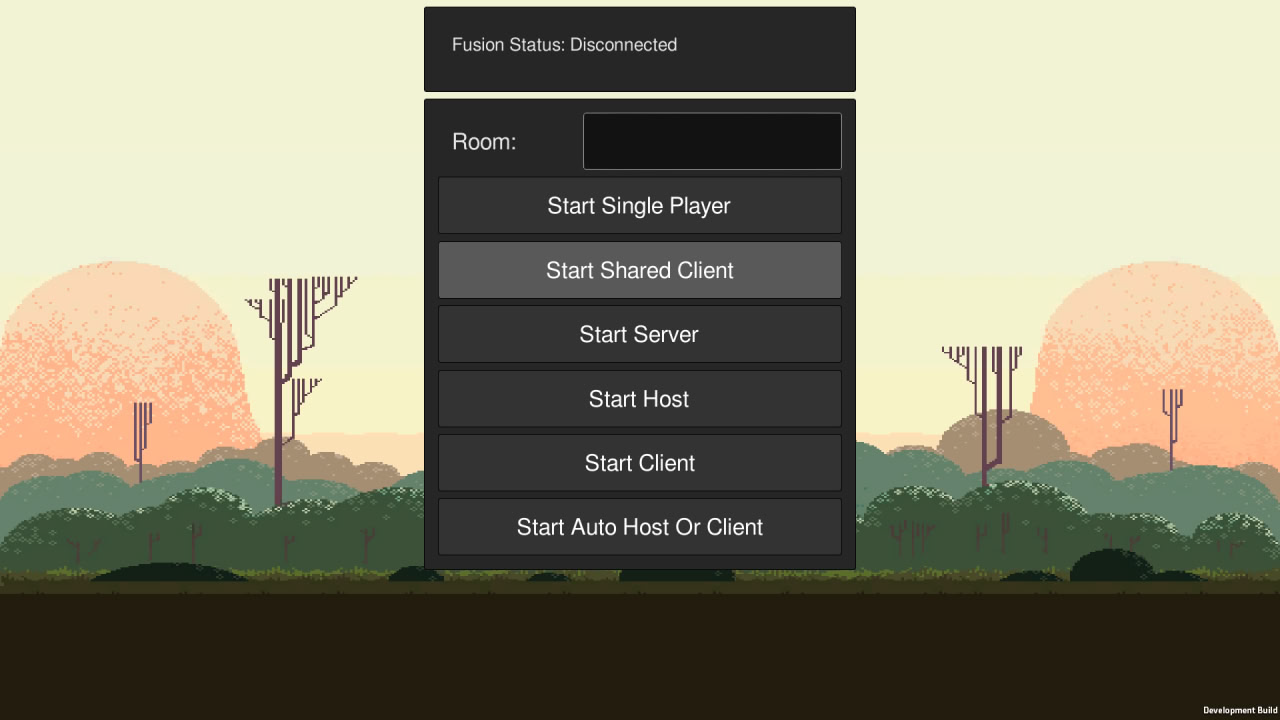 Fusion Status: Disconnected
Room:
Start Single Player
Start Shared Client
Start Server
Start Host
Start Client
Start Auto Host Or Client
Development Build